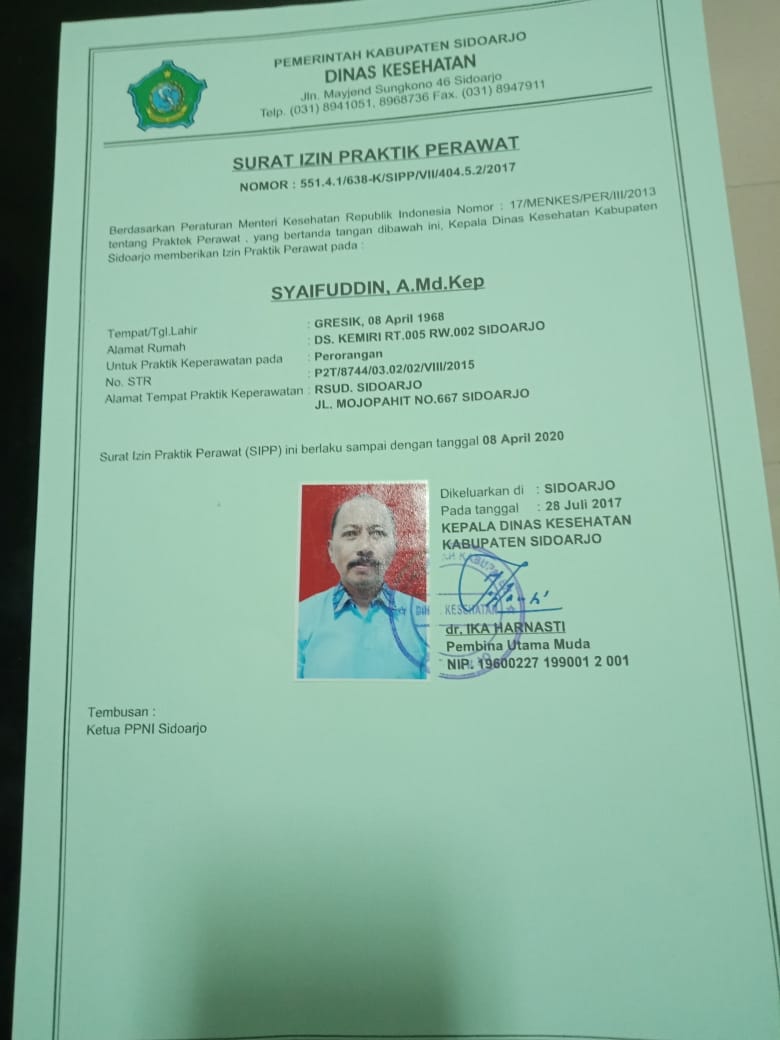 PEMERINTAH KABUPATEN SIDOARJO
DINAS KESEHATAN
Jln. Mayjend Sungkono 46 Sidoarjo
Telp. (031) 8941051, 8968736 Fax. (031) 8947911
SURAT IZIN PRAKTIK PERAWAT
NOMOR : 551.4.1/638-K/SIPP/VII/404.5.2/2017
Berdasarkan Peraturan Menteri Kesehatan Republik Indonesia Nomor : 17/MENKES/PER/III/2013
tentang Praktek Perawat , yang bertanda tangan dibawah ini, Kepala Dinas Kesehatan Kabupaten
Sidoarjo memberikan Izin Praktik Perawat pada :
SYAIFUDDIN, A.Md.Kep
Tempat/Tgl.Lahir : GRESIK, 08 April 1968
Alamat Rumah : DS. KEMIRI RT.005 RW.002 SIDOARJO
Untuk Praktik Keperawatan pada : Perorangan
No. STR : P2T/8744/03.02/02/VIII/2015
Alamat Tempat Praktik Keperawatan : RSUD. SIDOARJO
JL. MOJOPAHIT NO.667 SIDOARJO
Surat Izin Praktik Perawat (SIPP) ini berlaku sampai dengan tanggal 08 April 2020
Dikeluarkan di : SIDOARJO
Pada tanggal : 28 Juli 2017
KEPALA DINAS KESEHATAN
KABUPATEN SIDOARJO
KESEHATAN
dr. IKA HARNASTI
Pembina Utama Muda
NIP. 19600227 199001 2 001
Tembusan :
Ketua PPNI Sidoarjo